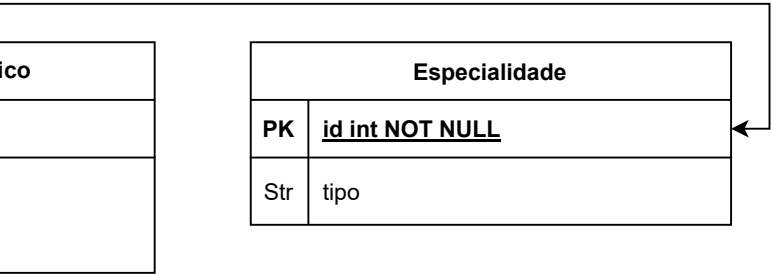 ico
Especialidade
PK id int NOT NULL
Str tipo